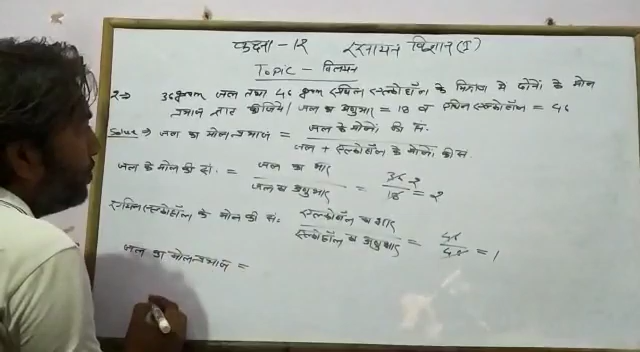 कक्षा - 12 रसायन विज्ञान (I)
Topic - विलयन
प्र.2→ 36 ग्राम जल तथा 46 ग्राम एथिल एल्कोहॉल के मिश्रण में दोनों के मोल
प्रभाज ज्ञात कीजिये। जल का अणुभार = 18 व एथिल एल्कोहॉल = 46
Solve ⇒ जल का मोल प्रभाज = जल के मोलों की सं. / जल + एल्कोहॉल के मोलों की सं.
जल के मोल की सं. = जल का भार / जल का अणुभार = 36 / 18 = 2
एथिल एल्कोहॉल के मोल की सं. एल्कोहॉल का भार / एल्कोहॉल का अणुभार = 46 / 46 = 1
जल का मोल प्रभाज =